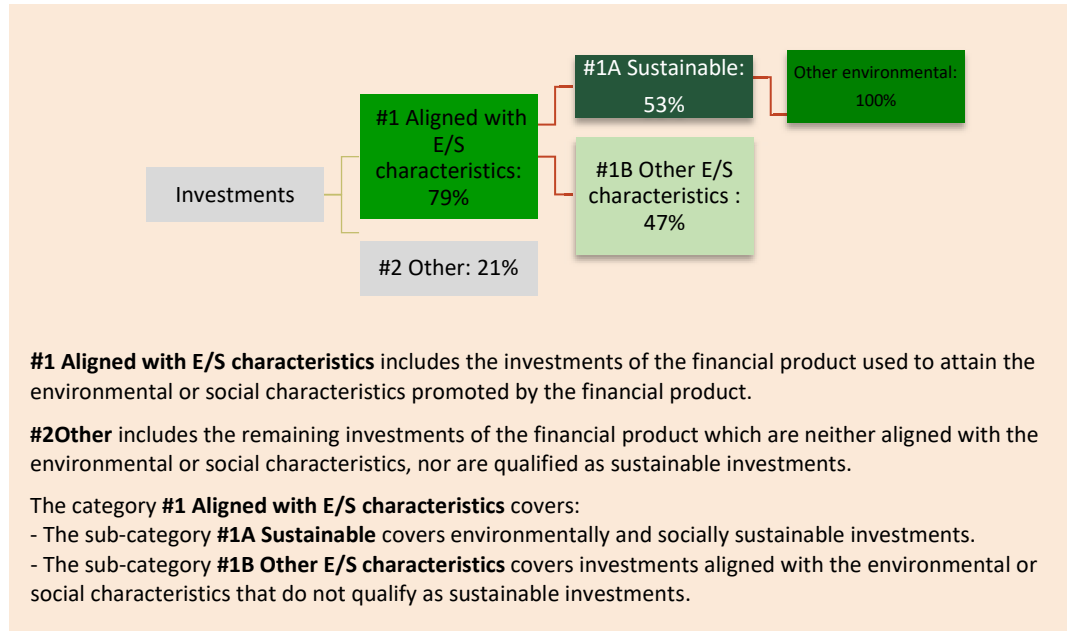 #1A Sustainable:
53%
Other environmental:
100%
#1 Aligned with
E/S
characteristics:
79%
#1B Other E/S
characteristics :
47%
Investments
#2 Other: 21%
#1 Aligned with E/S characteristics includes the investments of the financial product used to attain the
environmental or social characteristics promoted by the financial product.
#2Other includes the remaining investments of the financial product which are neither aligned with the
environmental or social characteristics, nor are qualified as sustainable investments.
The category #1 Aligned with E/S characteristics covers:
- The sub-category #1A Sustainable covers environmentally and socially sustainable investments.
- The sub-category #1B Other E/S characteristics covers investments aligned with the environmental or
social characteristics that do not qualify as sustainable investments.